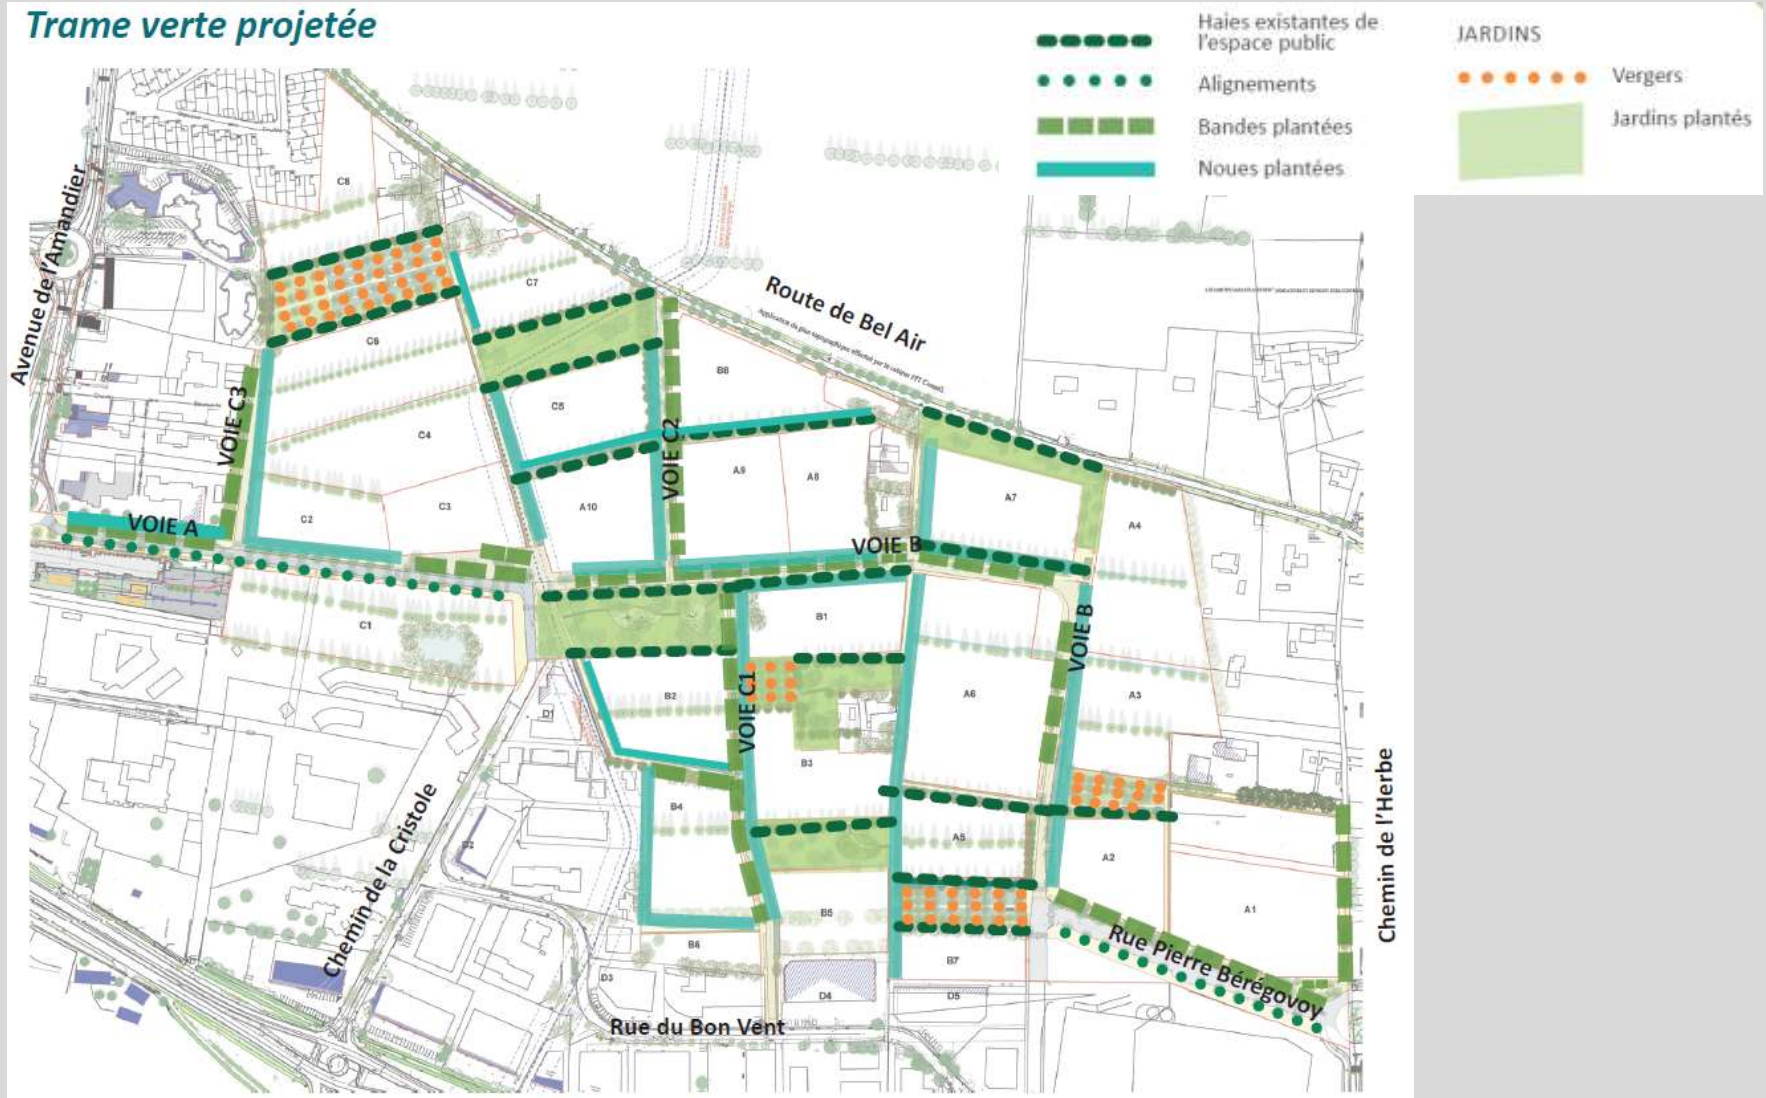 Trame verte projetée
Haies existantes de
l'espace public
Alignements
Bandes plantées
Noues plantées
JARDINS
Vergers
Jardins plantés
Avenue de l'Amandier
C8
C7
Route de Bel Air
C6
B8
C5
VOIE C3
C4
VOIE C2
A9
A8
A7
C3
C2
A10
A4
VOIE A
VOIE B
C1
B1
VOIE B
B2
VOIE C1
A6
A3
D1
B3
Chemin de l'Herbe
B4
Chemin de la Cristole
A5
A2
D2
B5
A1
Rue Pierre Bérégovoy
B6
B7
D3
D4
D5
Rue du Bon Vent